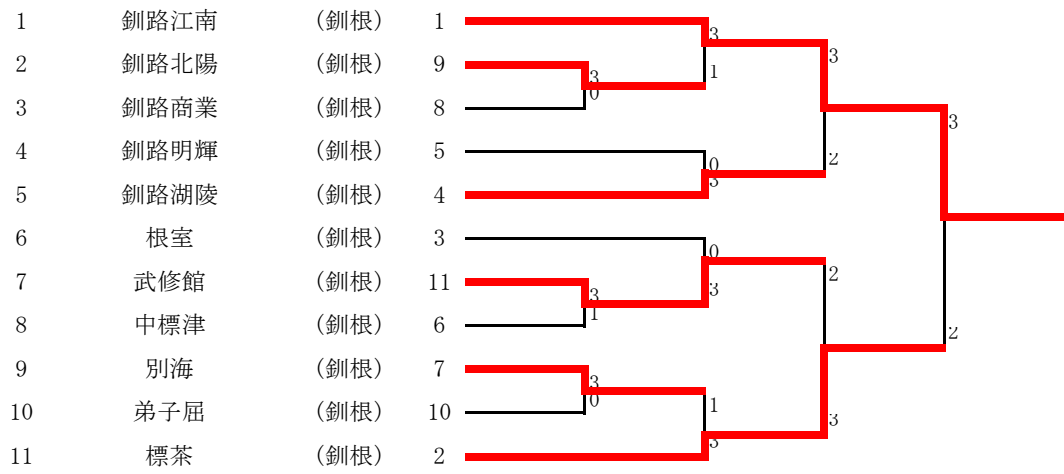 1 釧路江南 (釧根) 1
3
2 釧路北陽 (釧根) 9
3
3
1
0
3 釧路商業 (釧根) 8
3
4 釧路明輝 (釧根) 5
0
2
3
5 釧路湖陵 (釧根) 4
6 根室 (釧根) 3
0
2
7 武修館 (釧根) 11
3
3
1
8 中標津 (釧根) 6
2
9 別海 (釧根) 7
3
0
1
10 弟子屈 (釧根) 10
3
3
11 標茶 (釧根) 2